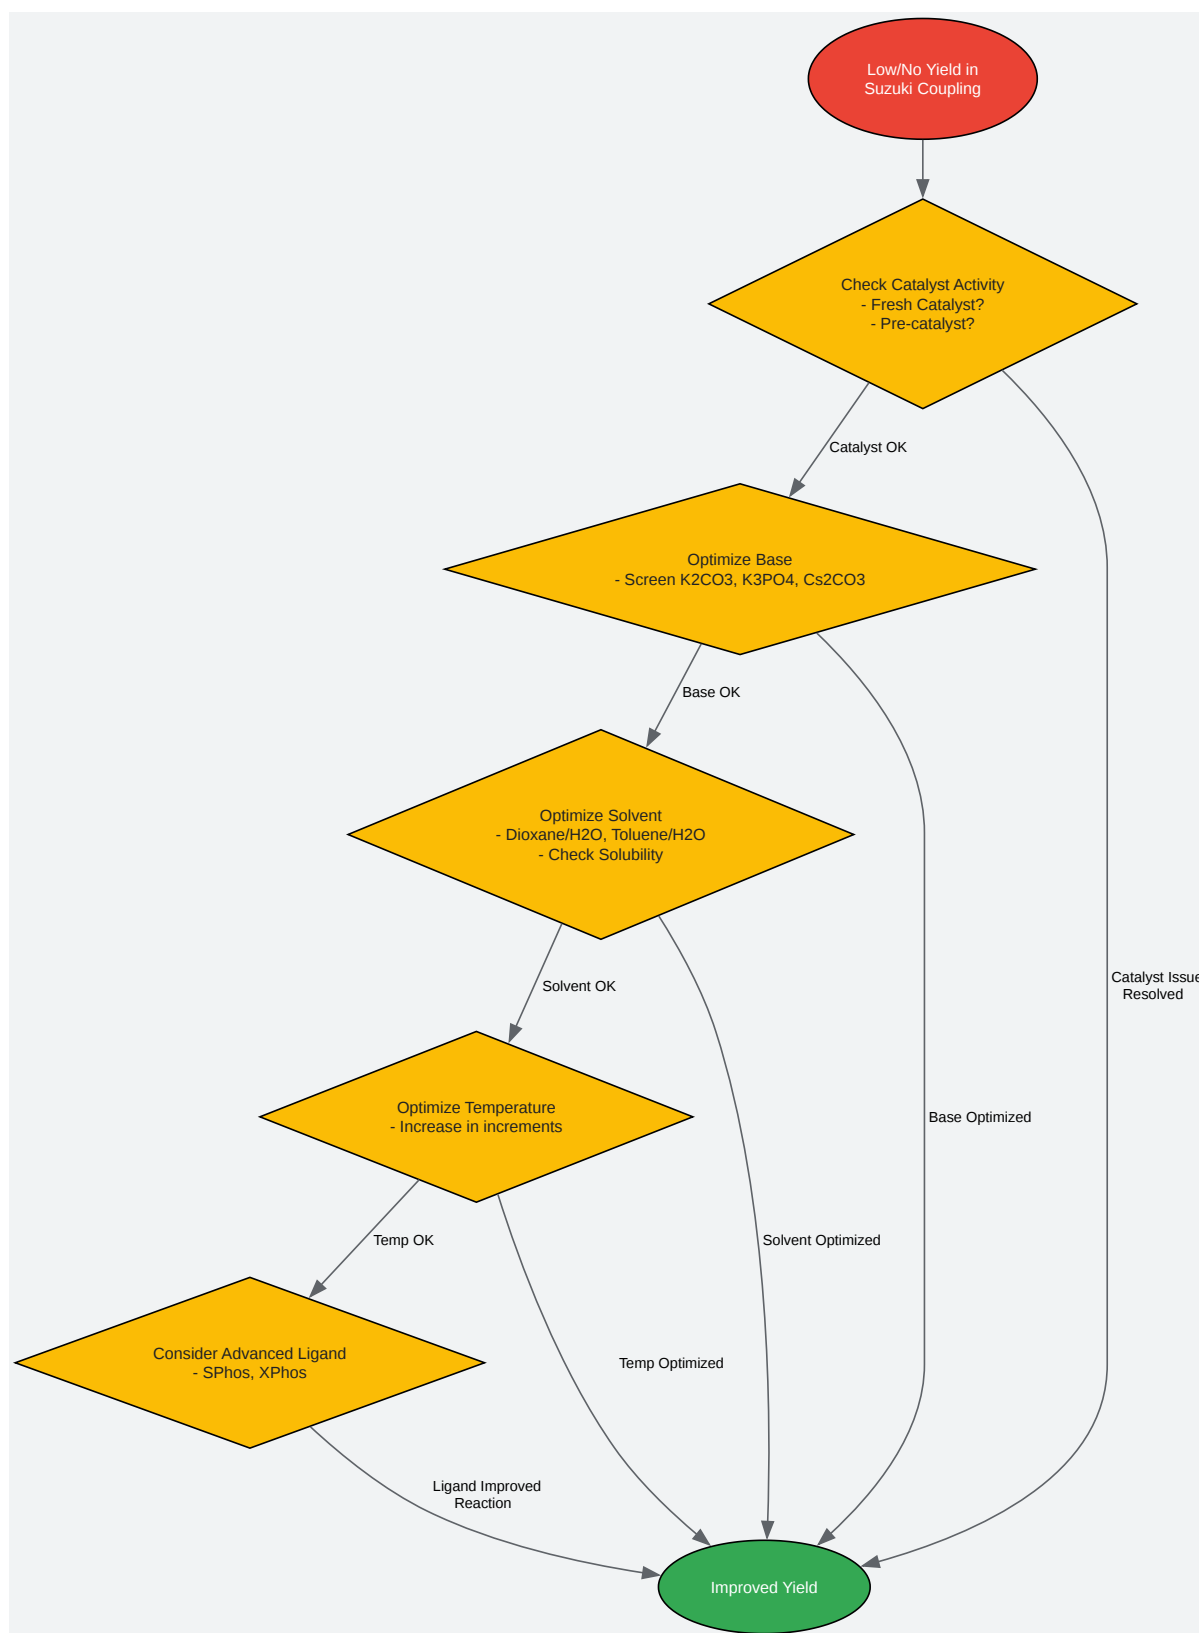 Low/No Yield in
Suzuki Coupling
Check Catalyst Activity
- Fresh Catalyst?
- Pre-catalyst?
Catalyst OK
Optimize Base
- Screen K2CO3, K3PO4, Cs2CO3
Base OK
Optimize Solvent
- Dioxane/H2O, Toluene/H2O
- Check Solubility
Catalyst Issue
Resolved
Solvent OK
Optimize Temperature
- Increase in increments
Base Optimized
Temp OK
Solvent Optimized
Consider Advanced Ligand
- SPhos, XPhos
Temp Optimized
Ligand Improved
Reaction
Improved Yield